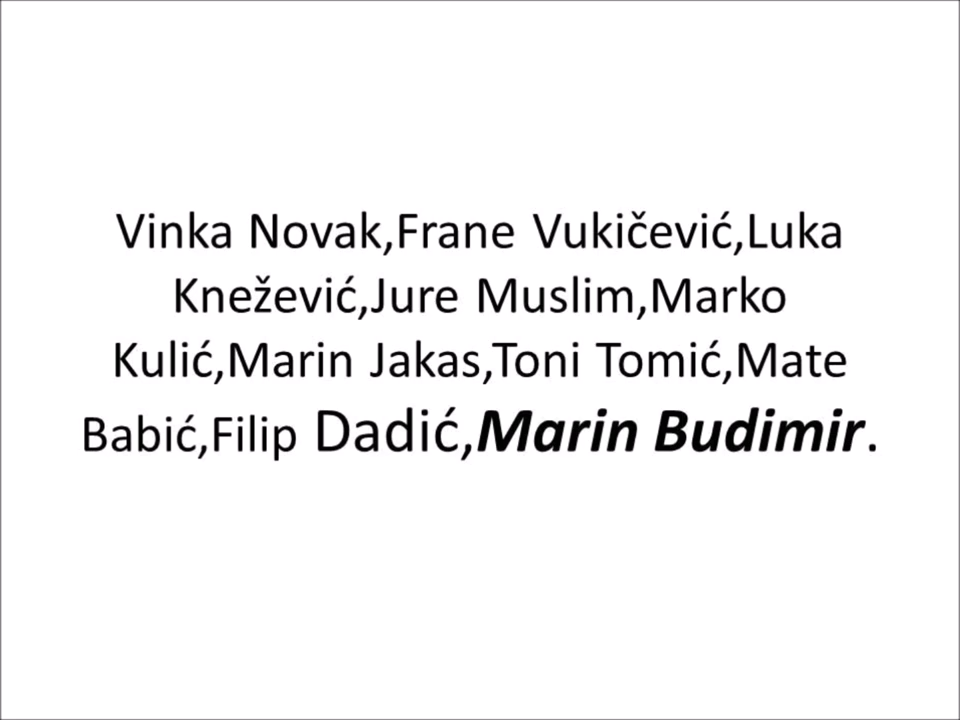 Vinka Novak,Frane Vukičević,Luka
Knežević,Jure Muslim,Marko
Kulić,Marin Jakas,Toni Tomić,Mate
Babić,Filip Dadić,Marin Budimir.